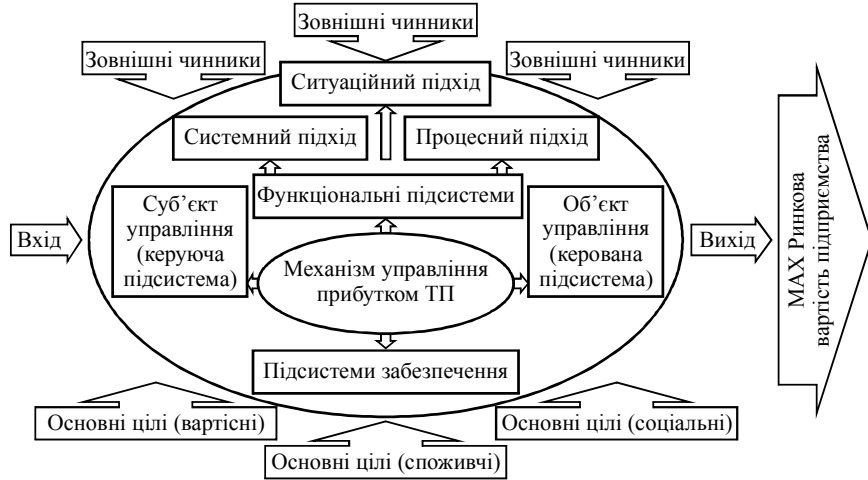 Зовнішні чинники
Зовнішні чинники
Зовнішні чинники
Ситуаційний підхід
Системний підхід
Процесний підхід
Функціональні підсистеми
Вхід
Суб’єкт
управління
(керуюча
підсистема)
Механізм управління
прибутком ТП
Об’єкт
управління
(керована
підсистема)
Вихід
MAX Ринкова
вартість підприємства
Підсистеми забезпечення
Основні цілі (вартісні)
Основні цілі (споживчі)
Основні цілі (соціальні)